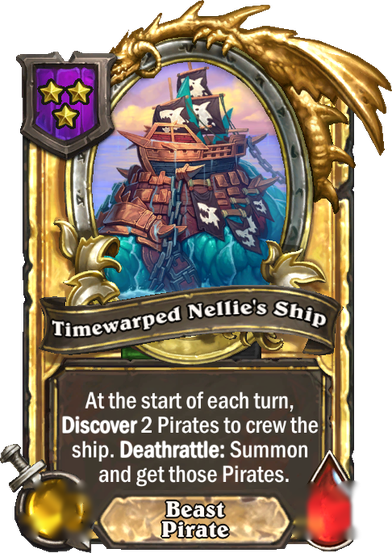 Timewarped Nellie's Ship
At the start of each turn,
Discover 2 Pirates to crew the
ship. Deathrattle: Summon
and get those Pirates.
Beast
Pirate